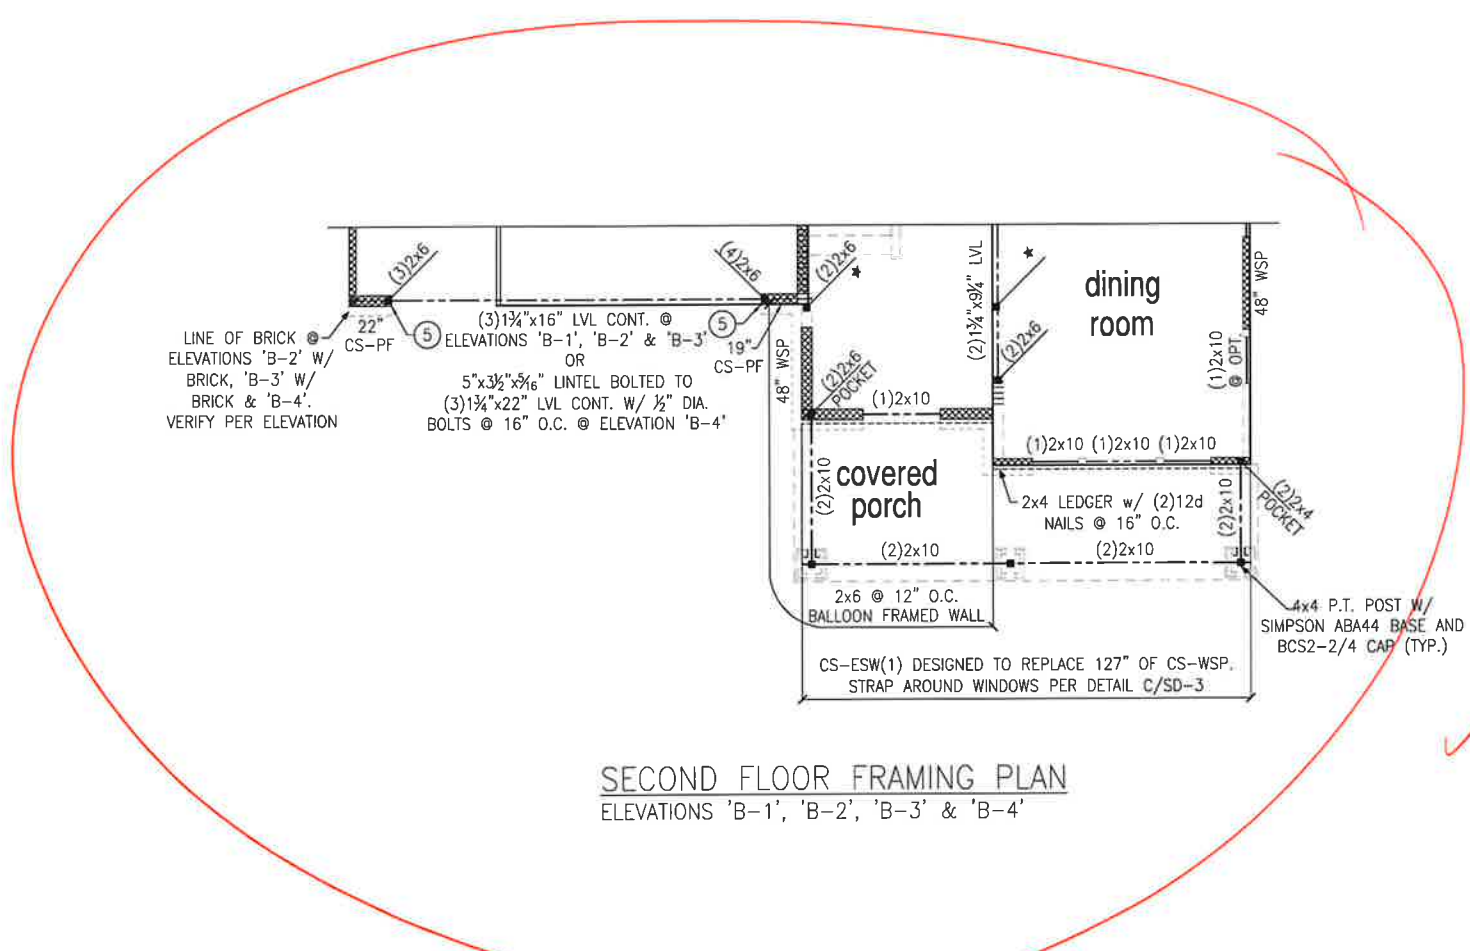 (3)2x6
(4)2x6
(2)2x6
(2)1¾"x9¼" LVL
dining
room
48" WSP
LINE OF BRICK @
ELEVATIONS 'B-2' W/
BRICK, 'B-3' W/
BRICK & 'B-4'.
VERIFY PER ELEVATION
22"
CS-PF
5
(3)1¾"x16" LVL CONT. @
ELEVATIONS 'B-1', 'B-2' & 'B-3'
OR
5"x3½"x5/16" LINTEL BOLTED TO
(3)1¾"x22" LVL CONT. W/ ½" DIA.
BOLTS @ 16" O.C. @ ELEVATION 'B-4'
5
19"
CS-PF
48" WSP
(2)2x6
POCKET
(1)2x10
(2)2x6
(1)2x10
@ OPT.
(1)2x10 (1)2x10 (1)2x10
covered
porch
(2)2x10
2x4 LEDGER w/ (2)12d
NAILS @ 16" O.C.
(2)2x10
(2)2x4
POCKET
(2)2x10
(2)2x10
2x6 @ 12" O.C.
BALLOON FRAMED WALL
4x4 P.T. POST W/
SIMPSON ABA44 BASE AND
BCS2-2/4 CAP (TYP.)
CS-ESW(1) DESIGNED TO REPLACE 127" OF CS-WSP.
STRAP AROUND WINDOWS PER DETAIL C/SD-3
SECOND FLOOR FRAMING PLAN
ELEVATIONS 'B-1', 'B-2', 'B-3' & 'B-4'